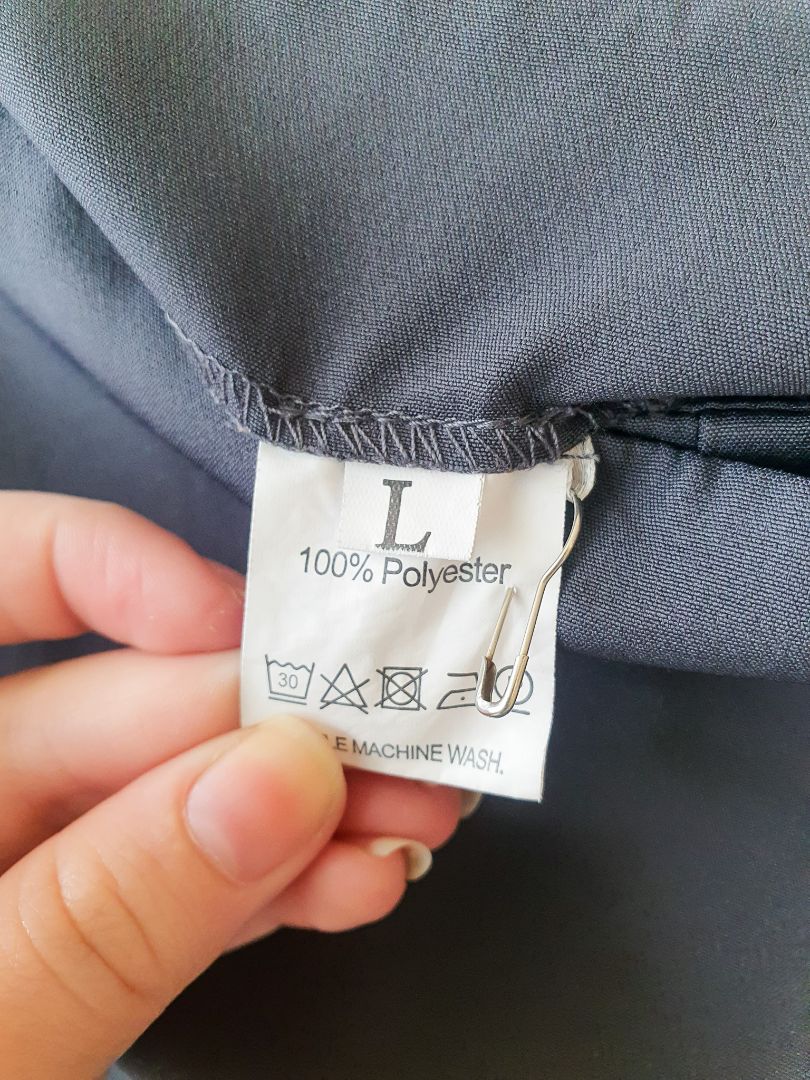 L
100% Polyester
30
MACHINE WASH.